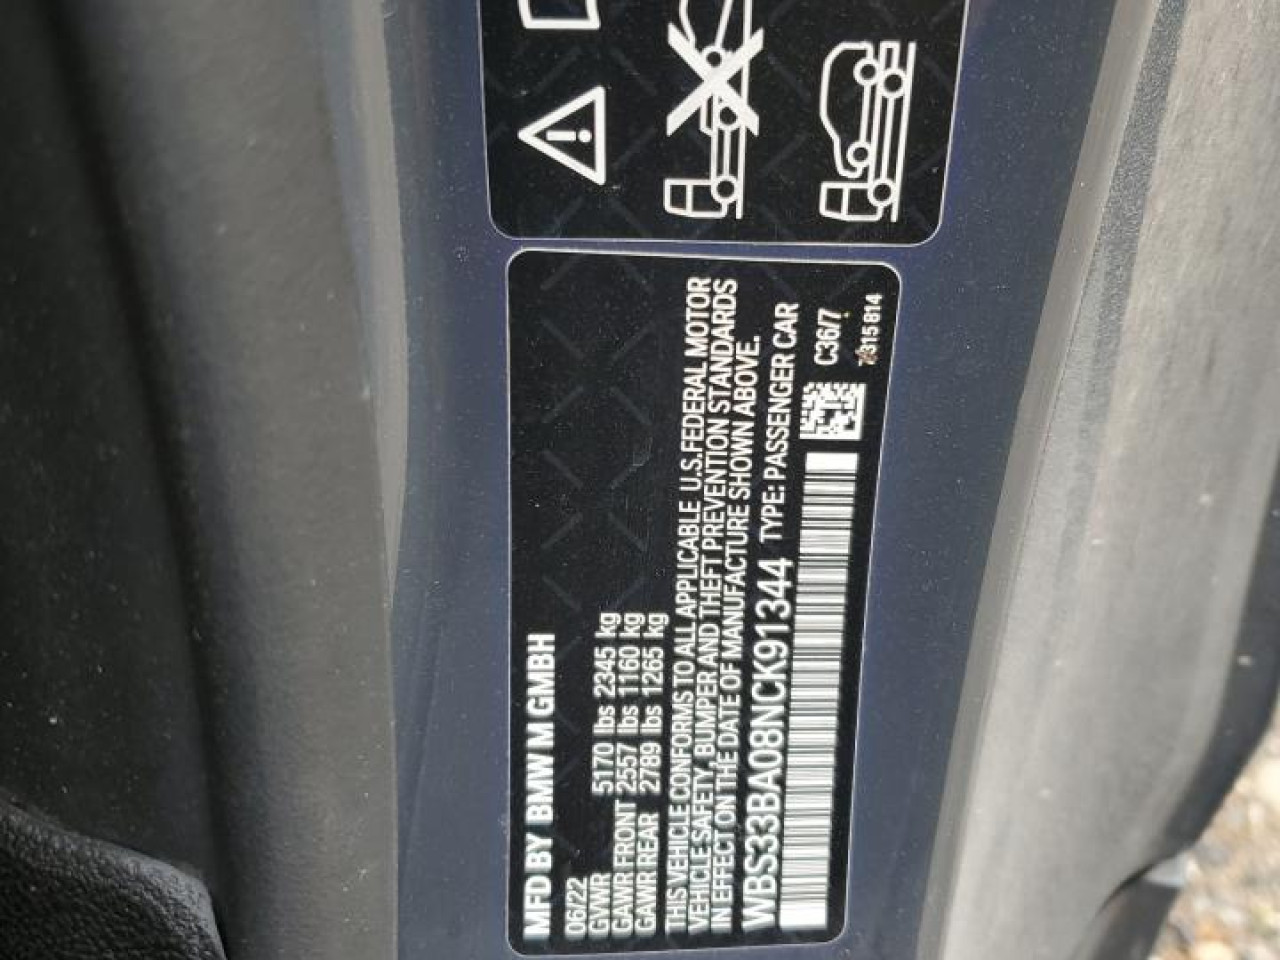 MFD BY BMW M GMBH
06/22
GVWR 5170 lbs 2345 kg
GAWR FRONT 2557 lbs 1160 kg
GAWR REAR 2789 lbs 1265 kg
THIS VEHICLE CONFORMS TO ALL APPLICABLE U.S.FEDERAL MOTOR
VEHICLE SAFETY, BUMPER AND THEFT PREVENTION STANDARDS
IN EFFECT ON THE DATE OF MANUFACTURE SHOWN ABOVE.
WBS33BA08NCK91344 TYPE: PASSENGER CAR
C36/7